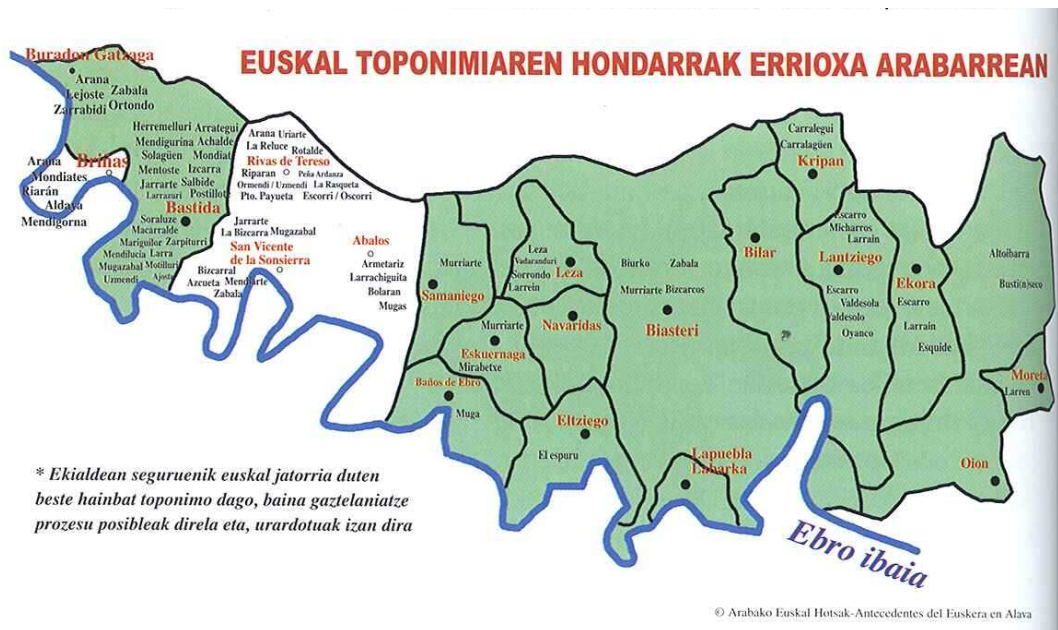 EUSKAL TOPONIMIAREN HONDARRAK ERRIOXA ARABARREAN
Buradon Gatzaga
Arana
Lejoste Zabala
Zarrabidi Ortondo
Herremelluri Arrategui
Mendigurina Achalde
Solagüen Mondiat
Mentoste Izcarra
Jarrarte Salbide
Larrazuri Postillot
Bastida
Soraluze
Macarralde
Mariguilor Zarpiturri
Mendilucia Larra
Mugazabal Motilluri
Uzmendi
Briñas
Arana
Mondiates
Riarán
Aldaya
Mendigorna
Arana Uriarte
La Reluce Rotalde
Rivas de Tereso
Riparan Peña Ardanza
Ormendi / Uzmendi La Rasqueta
Pto. Payueta Escorri / Oscorri
Jarrarte
La Bizcarra Mugazabal
San Vicente
de la Sonsierra
Bizcarral
Azcueta Mendiarte
Zabala
Abalos
Armetariz
Larrachiguita
Bolaran
Mugas
Murriarte
Samaniego
Leza
Vadaranduri
Sorrondo
Leza
Larrein
Navaridas
Murriarte
Eskuernaga
Mirabetxe
Baños de Ebro
Muga
Eltziego
El espuru
Biurko Zabala
Murriarte Bizcarcos
Biasteri
Lapuebla
Labarka
Bilar
Carralegui
Carralagüen
Kripan
Escarro
Micharros
Larrain
Lantziego
Escarro
Valdesola
Valdesolo
Oyanco
Ekora
Escarro
Larrain
Esquide
Altoibarra
Busti(n)seco
Moreta
Larren
Oion
Ebro ibaia
* Ekialdean seguruenik euskal jatorria duten
beste hainbat toponimo dago, baina gaztelaniatze
prozesu posibleak direla eta, urardotuak izan dira
© Arabako Euskal Hotsak-Antecedentes del Euskera en Alava